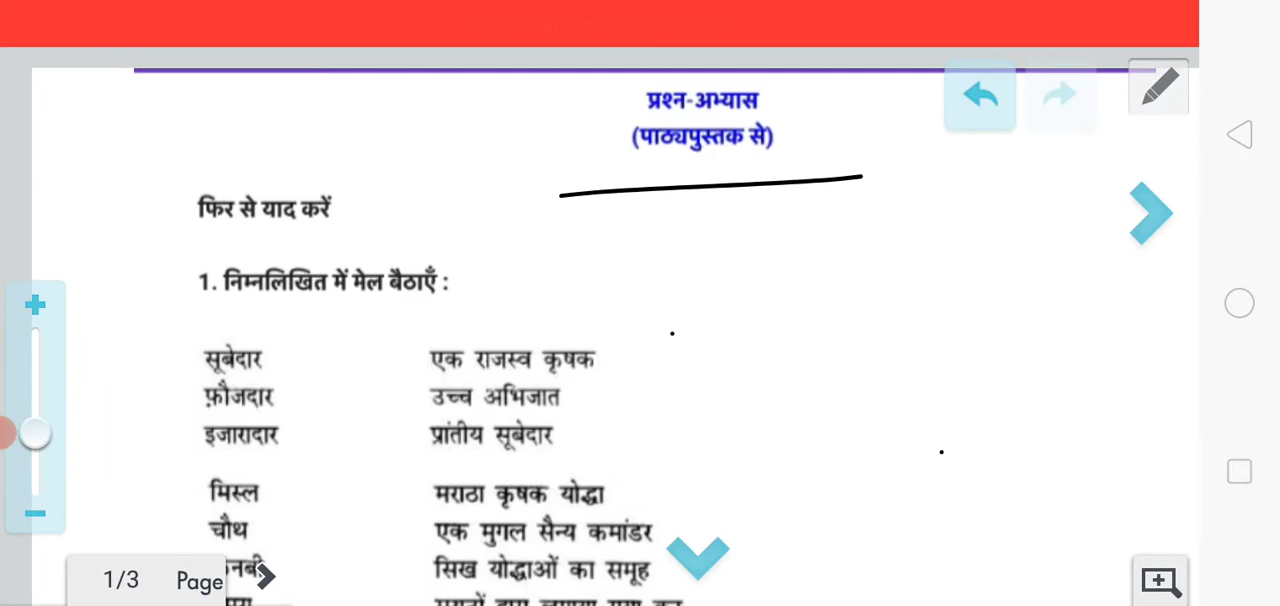 प्रश्न-अभ्यास
(पाठ्यपुस्तक से)
फिर से याद करें
1. निम्नलिखित में मेल बैठाएँ :
सूबेदार एक राजस्व कृषक
फ़ौजदार उच्च अभिजात
इजारादार प्रांतीय सूबेदार
मिस्ल मराठा कृषक योद्धा
चौथ एक मुगल सैन्य कमांडर
सिख योद्धाओं का समूह
1/3 Page